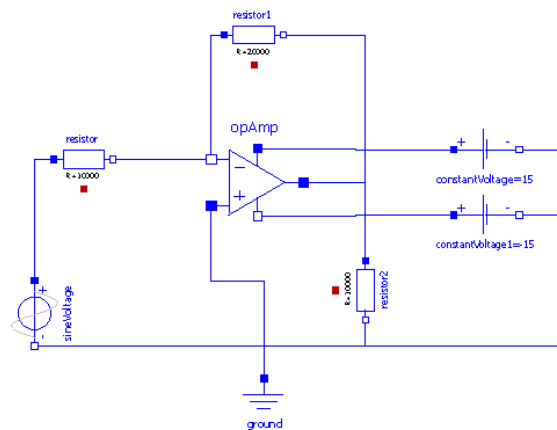 resistor1
R=20000
opAmp
resistor
R=10000
+
-
constantVoltage=15
+
-
constantVoltage1=-15
R=10000
resistor2
+
sineVoltage
-
ground